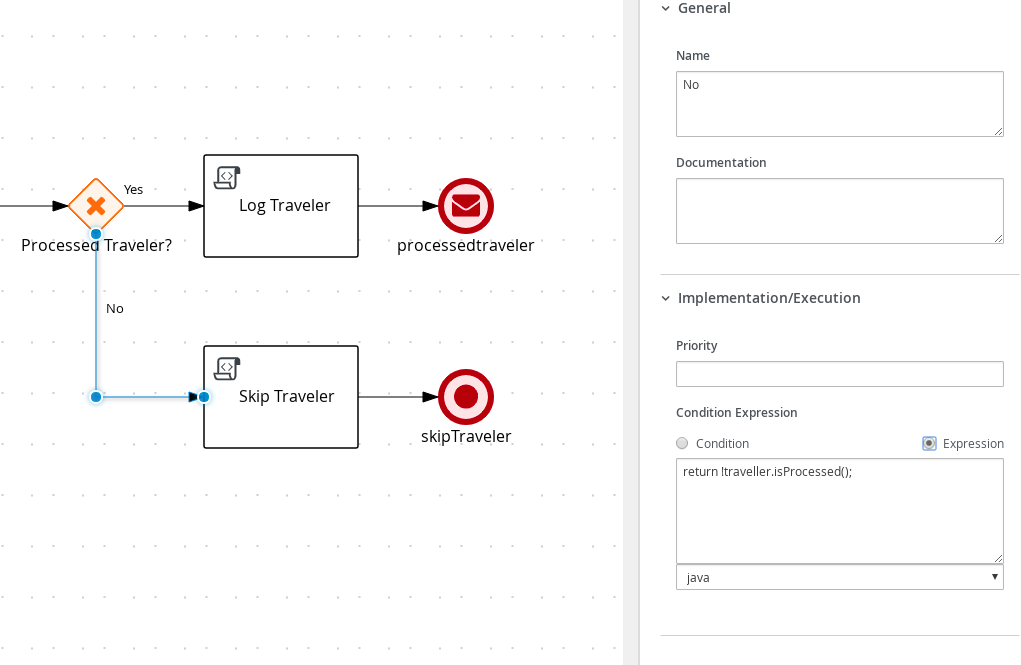 Yes
Log Traveler
Processed Traveler?
processedtraveler
No
Skip Traveler
skipTraveler
General
Name
No
Documentation
Implementation/Execution
Priority
Condition Expression
Condition
Expression
return !traveller.isProcessed();
java